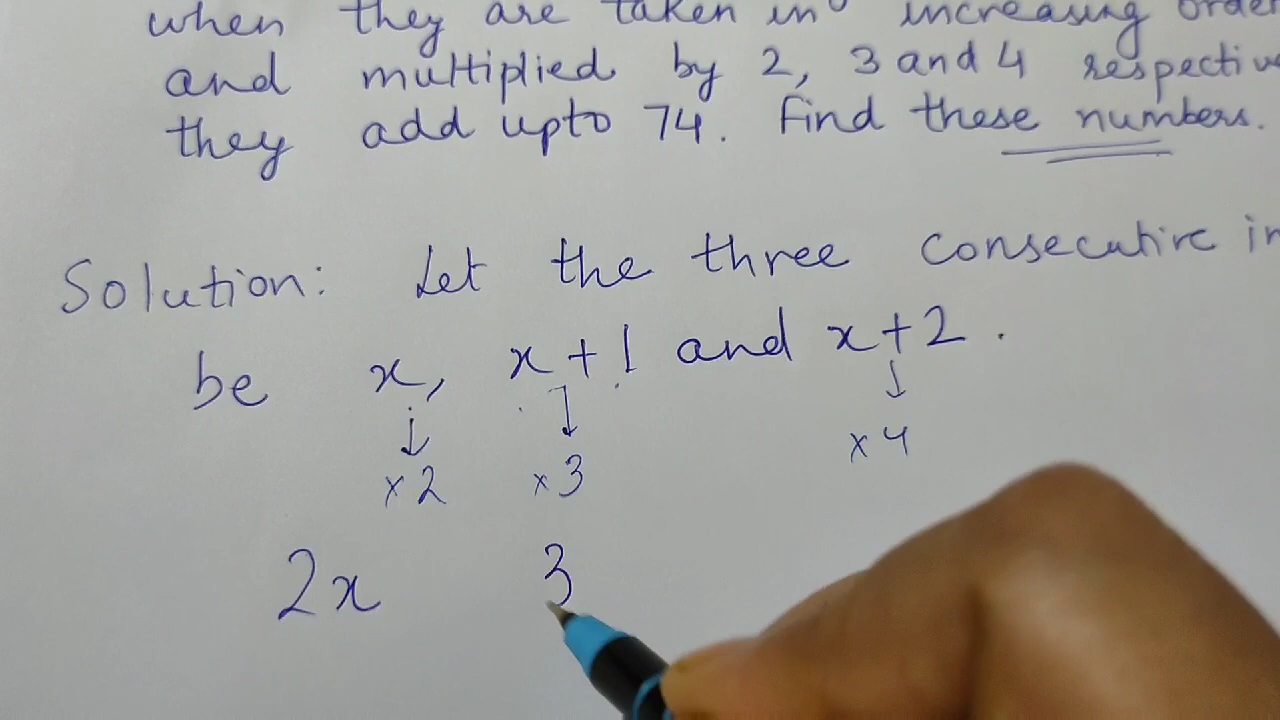 when they are taken in increasing order
and multiplied by 2, 3 and 4 respective
they add upto 74. Find these numbers.
Solution: Let the three consecutive in
be x, x+1 and x+2.
↓ ↓ ↓
×2 ×3 ×4
2x 3